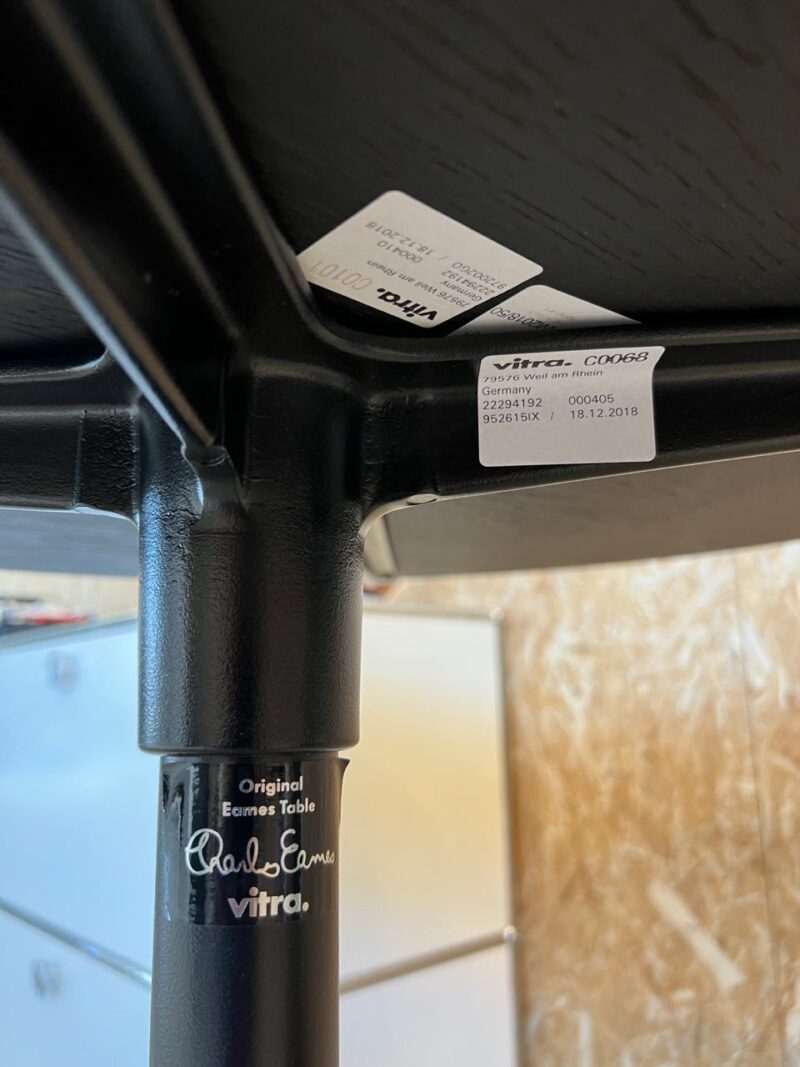 C0101
vitra.
79576 Weil am Rhein
Germany
22294192 000410
972002G0 / 18.12.2018
vitra. C0068
79576 Weil am Rhein
Germany
22294192 000405
952615IX / 18.12.2018
Original
Eames Table
Charles Eames
vitra.